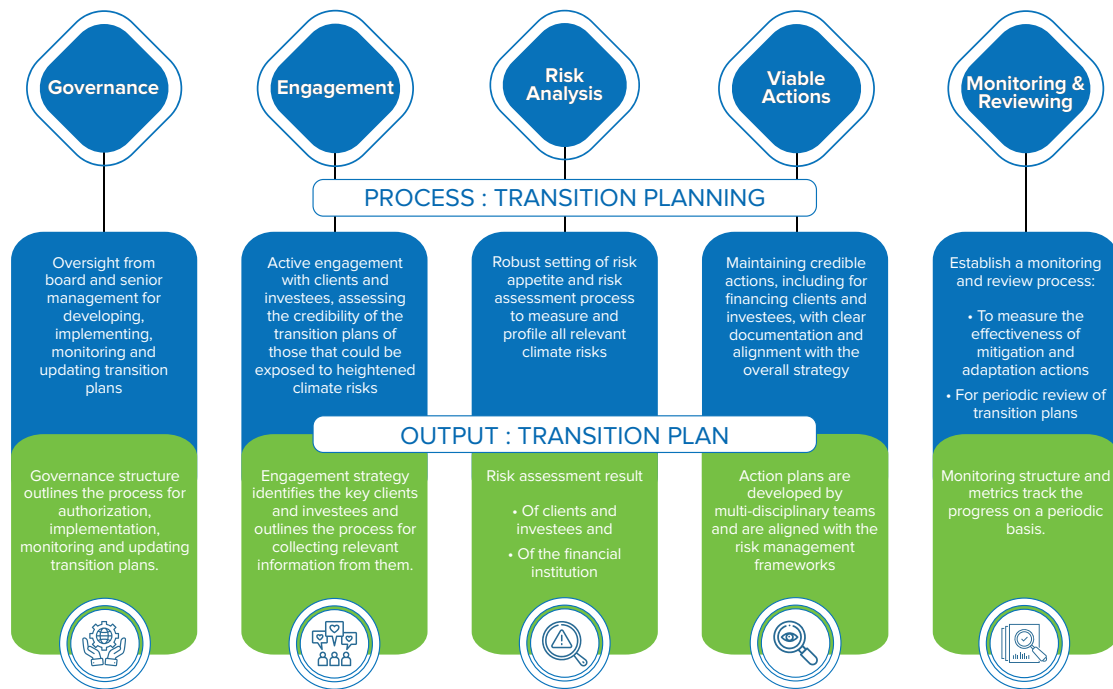 Governance
Engagement
Risk
Analysis
Viable
Actions
Monitoring &
Reviewing
PROCESS : TRANSITION PLANNING
Oversight from
board and senior
management for
developing,
implementing,
monitoring and
updating transition
plans
Active engagement
with clients and
investees, assessing
the credibility of the
transition plans of
those that could be
exposed to heightened
climate risks
Robust setting of risk
appetite and risk
assessment process
to measure and
profile all relevant
climate risks
Maintaining credible
actions, including for
financing clients and
investees, with clear
documentation and
alignment with the
overall strategy
Establish a monitoring
and review process:
• To measure the
effectiveness of
mitigation and
adaptation actions
• For periodic review of
transition plans
OUTPUT : TRANSITION PLAN
Governance structure
outlines the process for
authorization,
implementation,
monitoring and updating
transition plans.
Engagement strategy
identifies the key clients
and investees and
outlines the process for
collecting relevant
information from them.
Risk assessment result
• Of clients and
investees and
• Of the financial
institution
Action plans are
developed by
multi-disciplinary teams
and are aligned with the
risk management
frameworks
Monitoring structure and
metrics track the
progress on a periodic
basis.